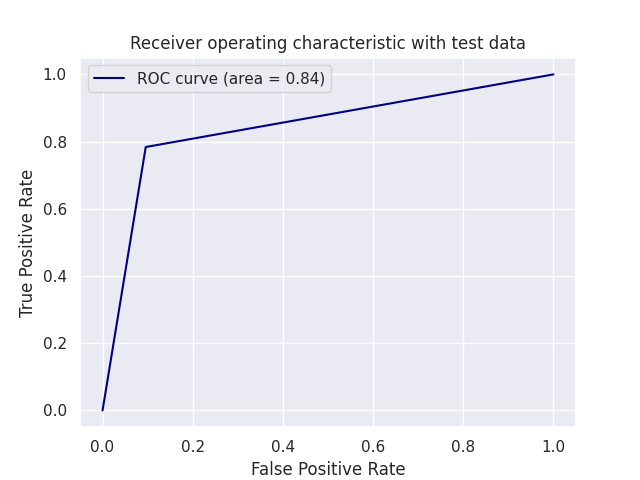 Receiver operating characteristic with test data
ROC curve (area = 0.84)
1.0
0.8
0.6
0.4
0.2
0.0
True Positive Rate
0.0 0.2 0.4 0.6 0.8 1.0
False Positive Rate